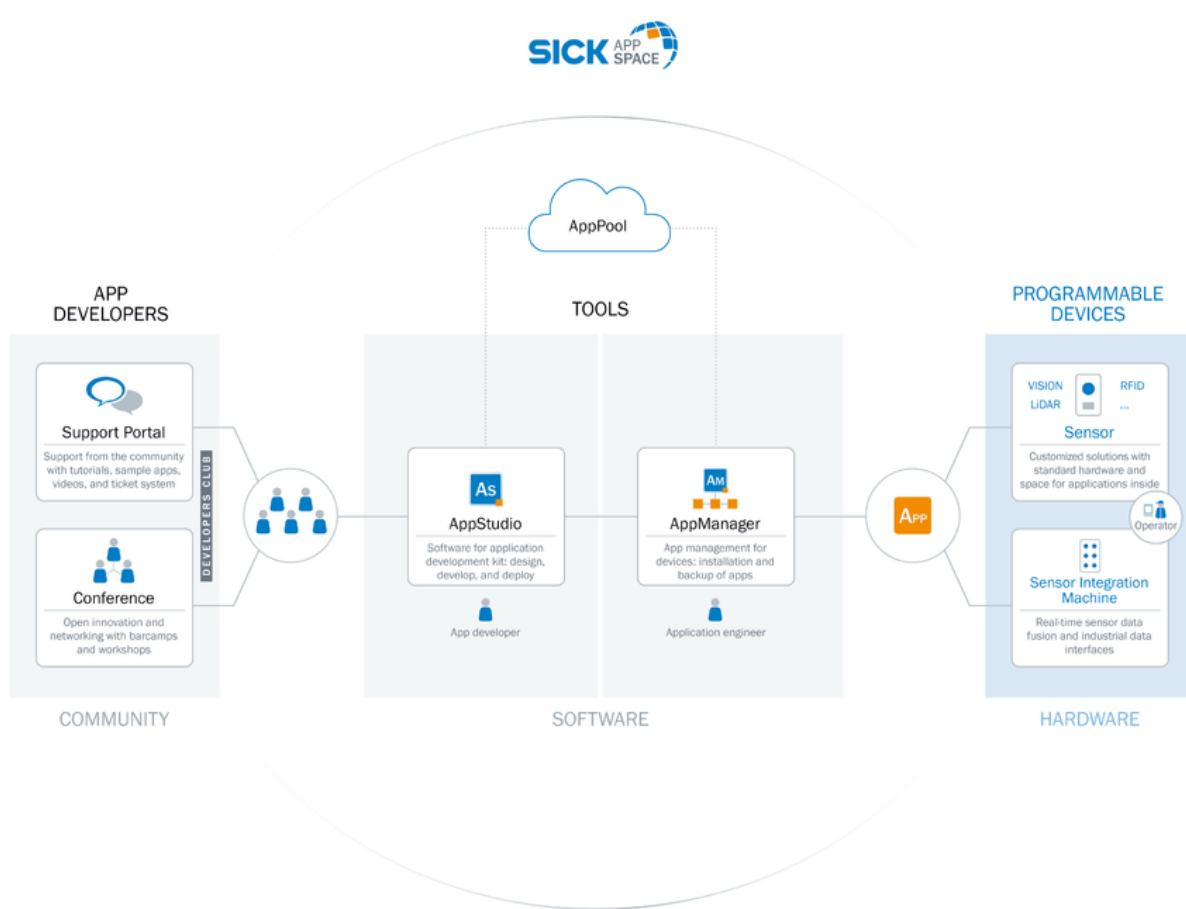 SICK APP
SPACE
AppPool
APP
DEVELOPERS
TOOLS
PROGRAMMABLE
DEVICES
Support Portal
Support from the community
with tutorials, sample apps,
videos, and ticket system
DEVELOPERS CLUB
Conference
Open innovation and
networking with barcamps
and workshops
As
AppStudio
Software for application
development kit: design,
develop, and deploy
App developer
AM
AppManager
App management for
devices: installation and
backup of apps
Application engineer
APP
VISION
RFID
LiDAR
...
Sensor
Customized solutions with
standard hardware and
space for applications inside
Operator
Sensor Integration
Machine
Real-time sensor data
fusion and industrial data
interfaces
COMMUNITY
SOFTWARE
HARDWARE